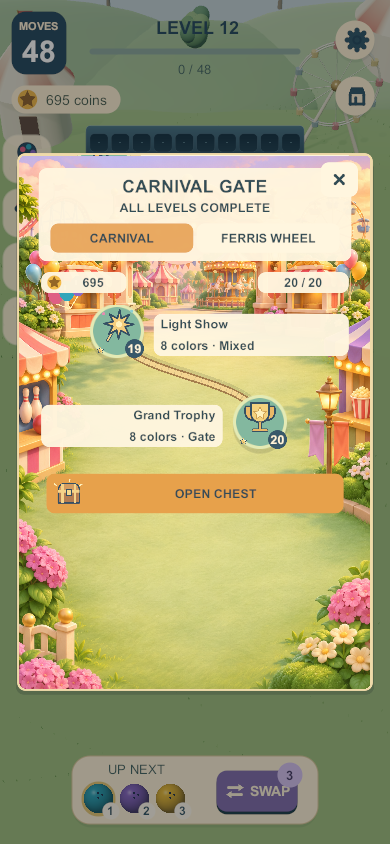 MOVES
48
LEVEL 12
0 / 48
695 coins
CARNIVAL GATE
ALL LEVELS COMPLETE
CARNIVAL
FERRIS WHEEL
695
20 / 20
Light Show
8 colors · Mixed
19
Grand Trophy
8 colors · Gate
20
OPEN CHEST
UP NEXT
1
2
3
SWAP
3